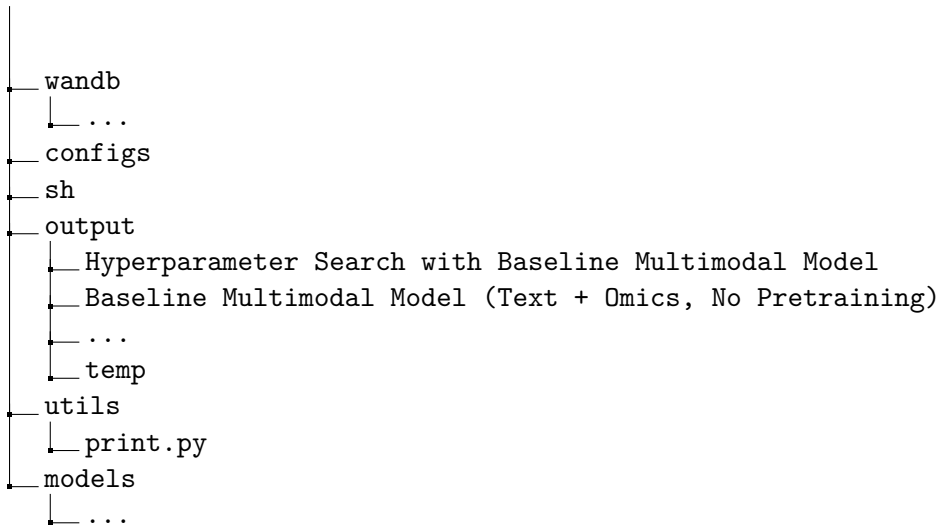 wandb
...
configs
sh
output
Hyperparameter Search with Baseline Multimodal Model
Baseline Multimodal Model (Text + Omics, No Pretraining)
...
temp
utils
print.py
models
...